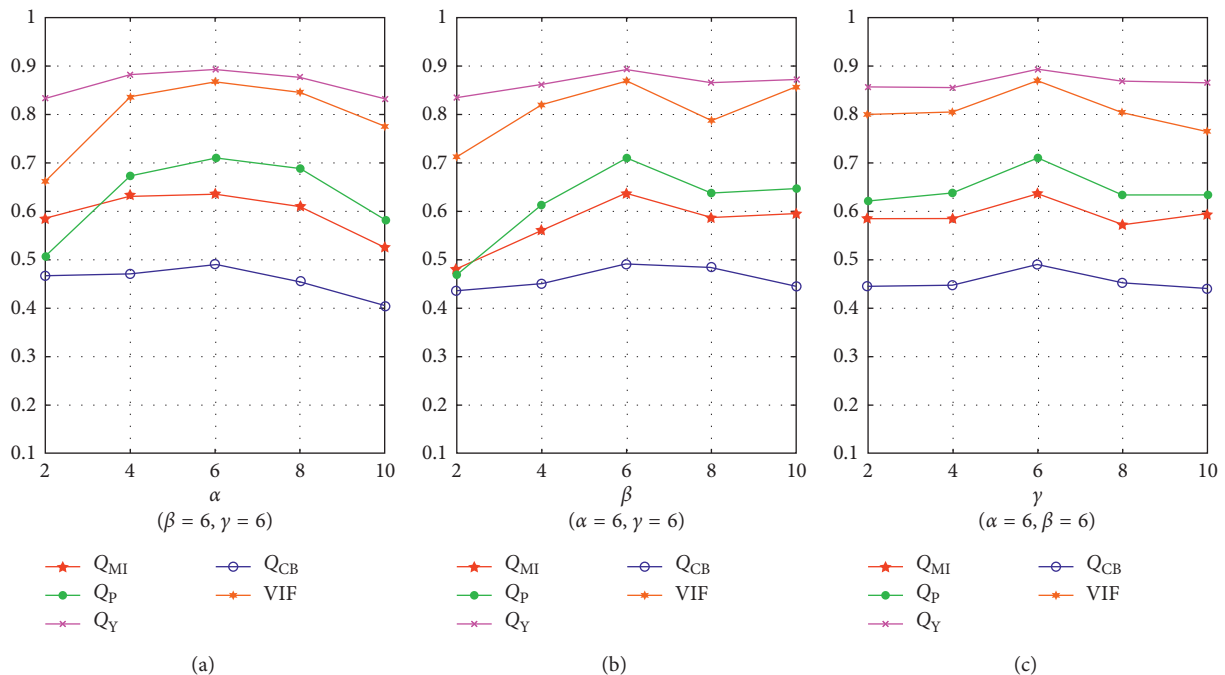 1
0.9
0.8
0.7
0.6
0.5
0.4
0.3
0.2
0.1
2 4 6 8 10
α
(β = 6, γ = 6)
Q_MI
Q_P
Q_Y
Q_CB
VIF
(a)
1
0.9
0.8
0.7
0.6
0.5
0.4
0.3
0.2
0.1
2 4 6 8 10
β
(α = 6, γ = 6)
Q_MI
Q_P
Q_Y
Q_CB
VIF
(b)
1
0.9
0.8
0.7
0.6
0.5
0.4
0.3
0.2
0.1
2 4 6 8 10
γ
(α = 6, β = 6)
Q_MI
Q_P
Q_Y
Q_CB
VIF
(c)